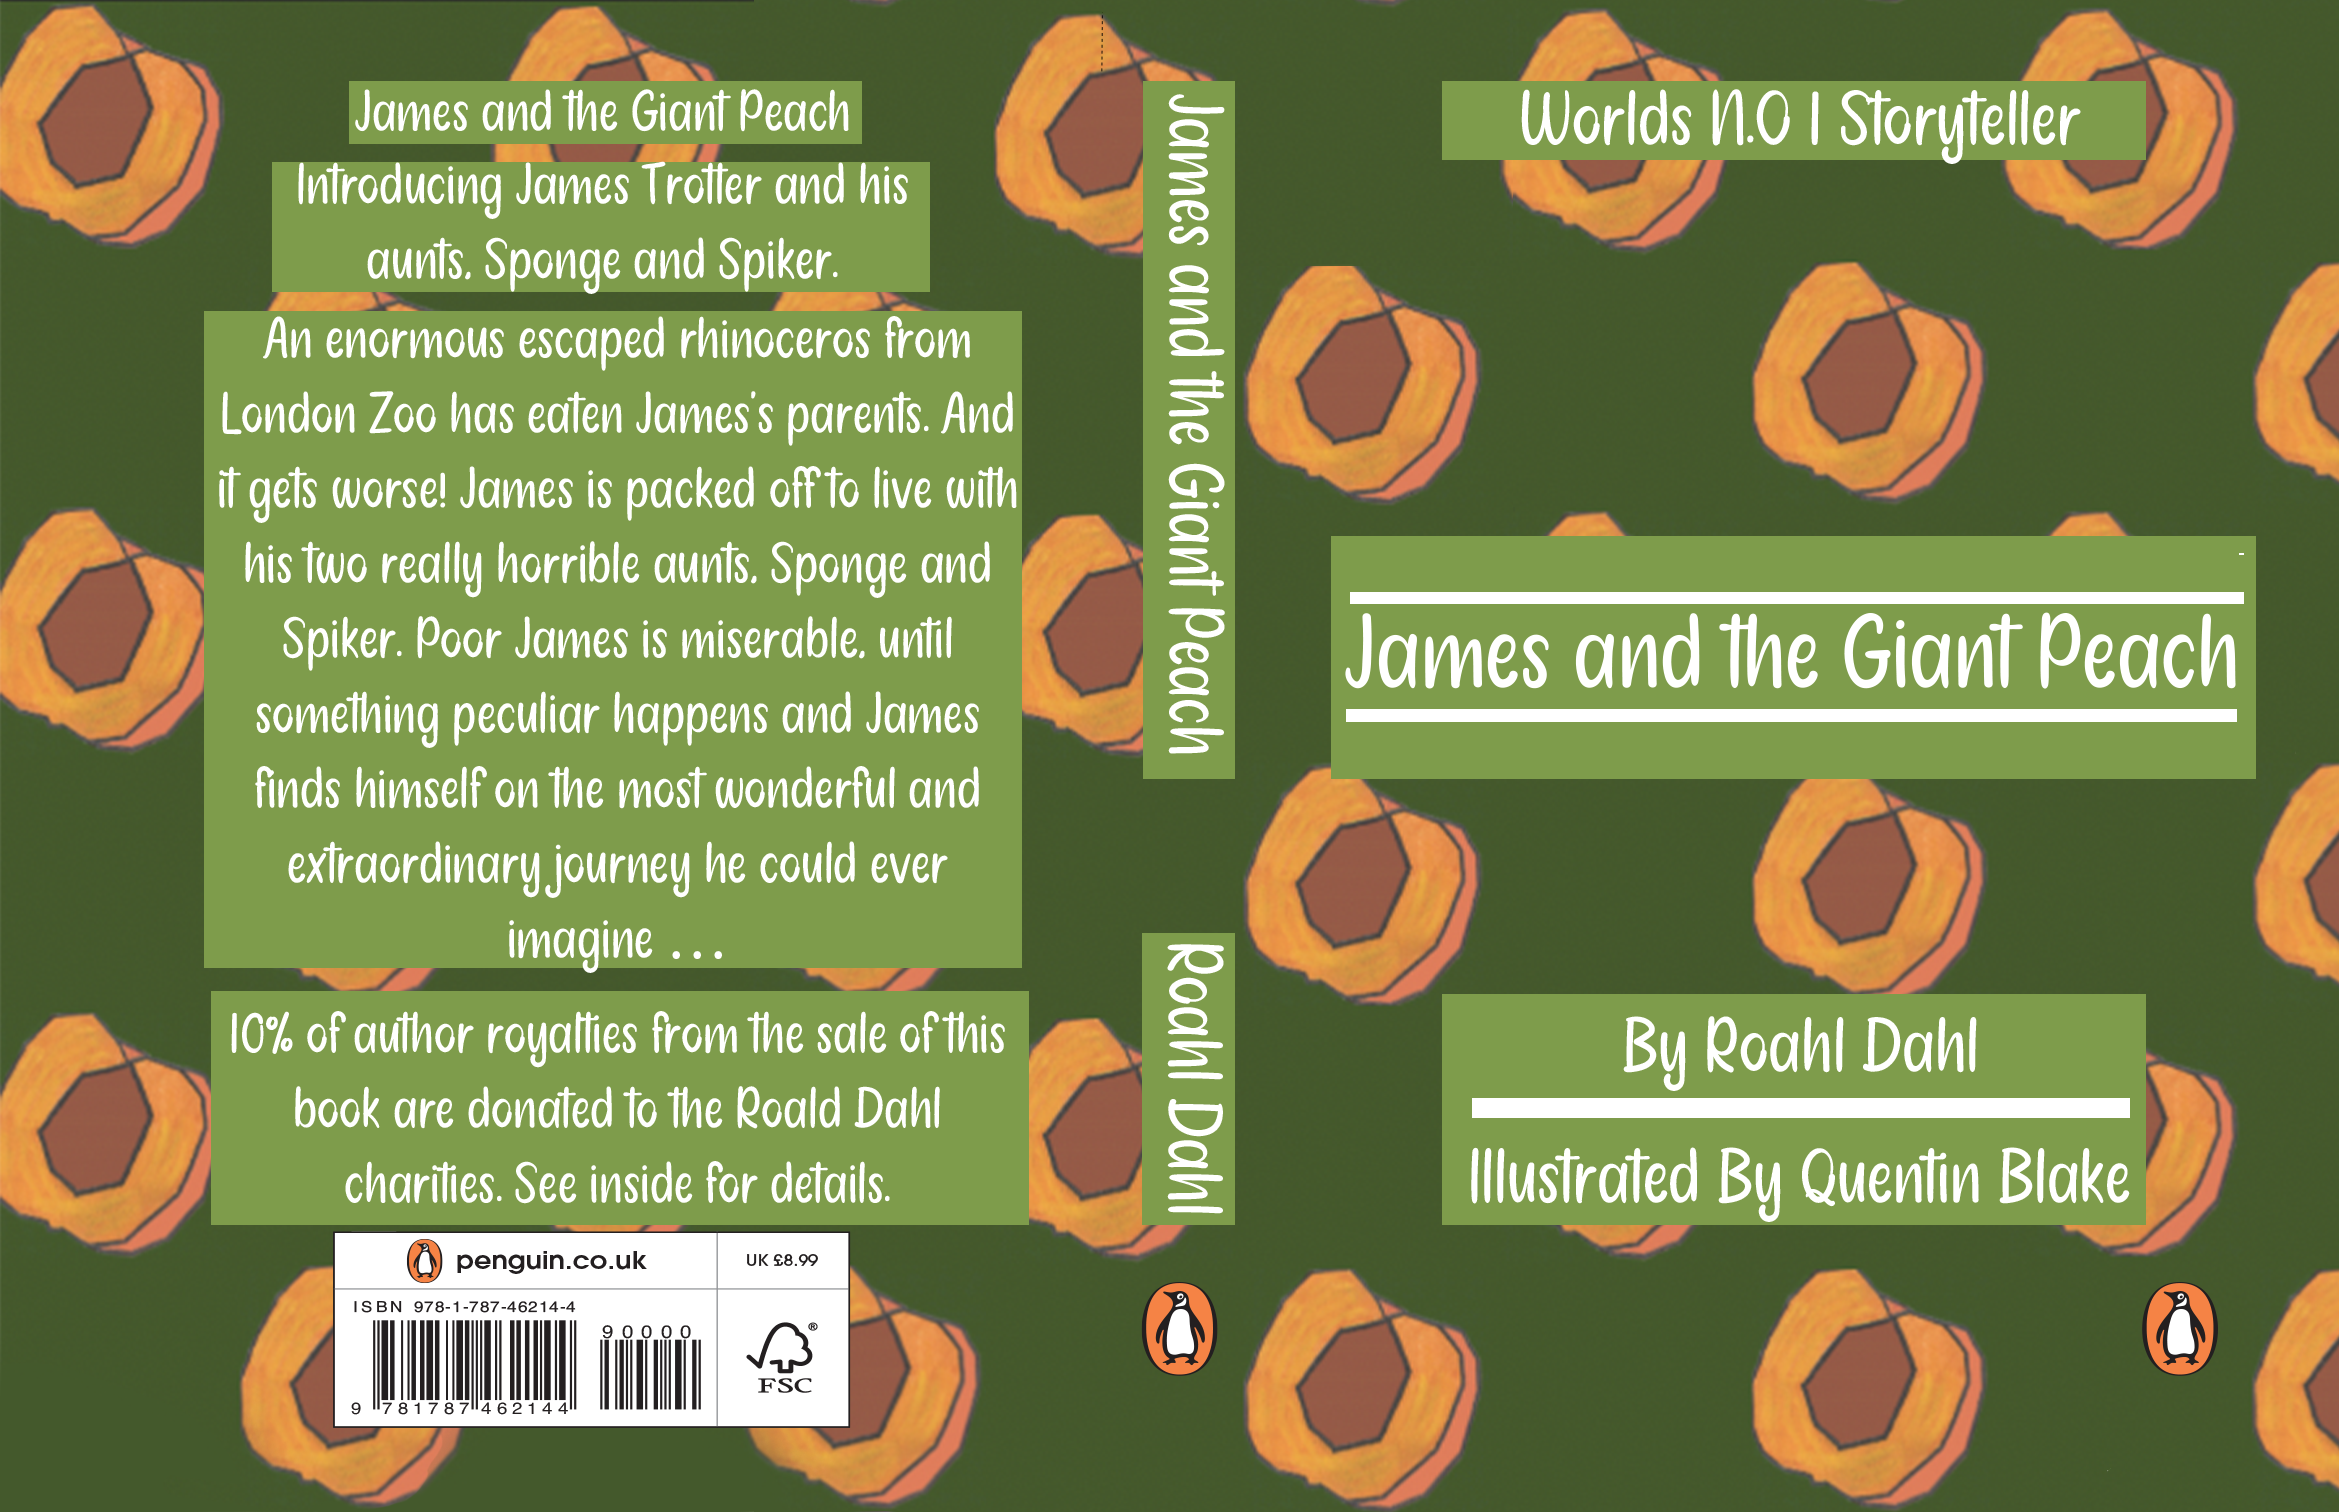 James and the Giant Peach
Introducing James Trotter and his
aunts, Sponge and Spiker.
An enormous escaped rhinoceros from
London Zoo has eaten James's parents. And
it gets worse! James is packed off to live with
his two really horrible aunts, Sponge and
Spiker. Poor James is miserable, until
something peculiar happens and James
finds himself on the most wonderful and
extraordinary journey he could ever
imagine ...
10% of author royalties from the sale of this
book are donated to the Roald Dahl
charities. See inside for details.
penguin.co.uk
UK £8.99
ISBN 978-1-787-46214-4
90000
9 781787 462144
FSC®
James and the Giant Peach
Roahl Dahl
Worlds N.O 1 Storyteller
-
James and the Giant Peach
By Roahl Dahl
Illustrated By Quentin Blake